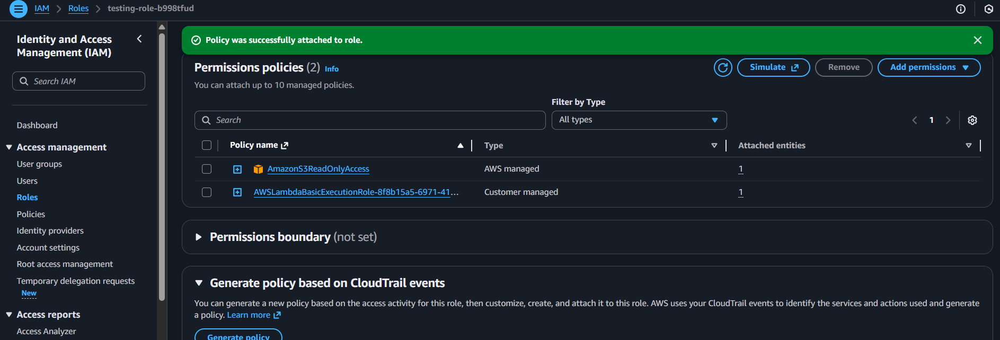 IAM > Roles > testing-role-b998tfud
Identity and Access
Management (IAM)
Search IAM
Dashboard
Access management
User groups
Users
Roles
Policies
Identity providers
Account settings
Root access management
Temporary delegation requests
New
Access reports
Access Analyzer
Policy was successfully attached to role.
Permissions policies (2) Info
Simulate
Remove
Add permissions
You can attach up to 10 managed policies.
Filter by Type
Search
All types
1
Policy name Type Attached entities
AmazonS3ReadOnlyAccess AWS managed 1
AWSLambdaBasicExecutionRole-8f8b15a5-6971-41... Customer managed 1
Permissions boundary (not set)
Generate policy based on CloudTrail events
You can generate a new policy based on the access activity for this role, then customize, create, and attach it to this role. AWS uses your CloudTrail events to identify the services and actions used and generate
a policy. Learn more
Generate policy